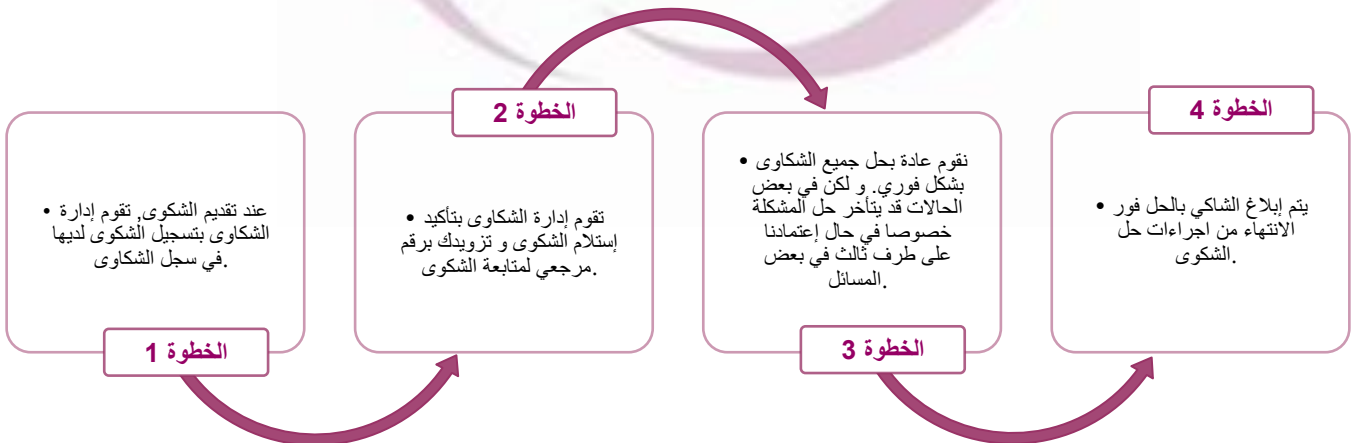 الخطوة 1
• عند تقديم الشكوى, تقوم إدارة
الشكاوى بتسجيل الشكوى لديها
في سجل الشكاوى.
الخطوة 2
• تقوم إدارة الشكاوى بتأكيد
إستلام الشكوى و تزويدك برقم
مرجعي لمتابعة الشكوى.
الخطوة 3
• نقوم عادة بحل جميع الشكاوى
بشكل فوري. و لكن في بعض
الحالات قد يتأخر حل المشكلة
خصوصا في حال إعتمادنا
على طرف ثالث في بعض
المسائل.
الخطوة 4
• يتم إبلاغ الشاكي بالحل فور
الانتهاء من اجراءات حل
الشكوى.